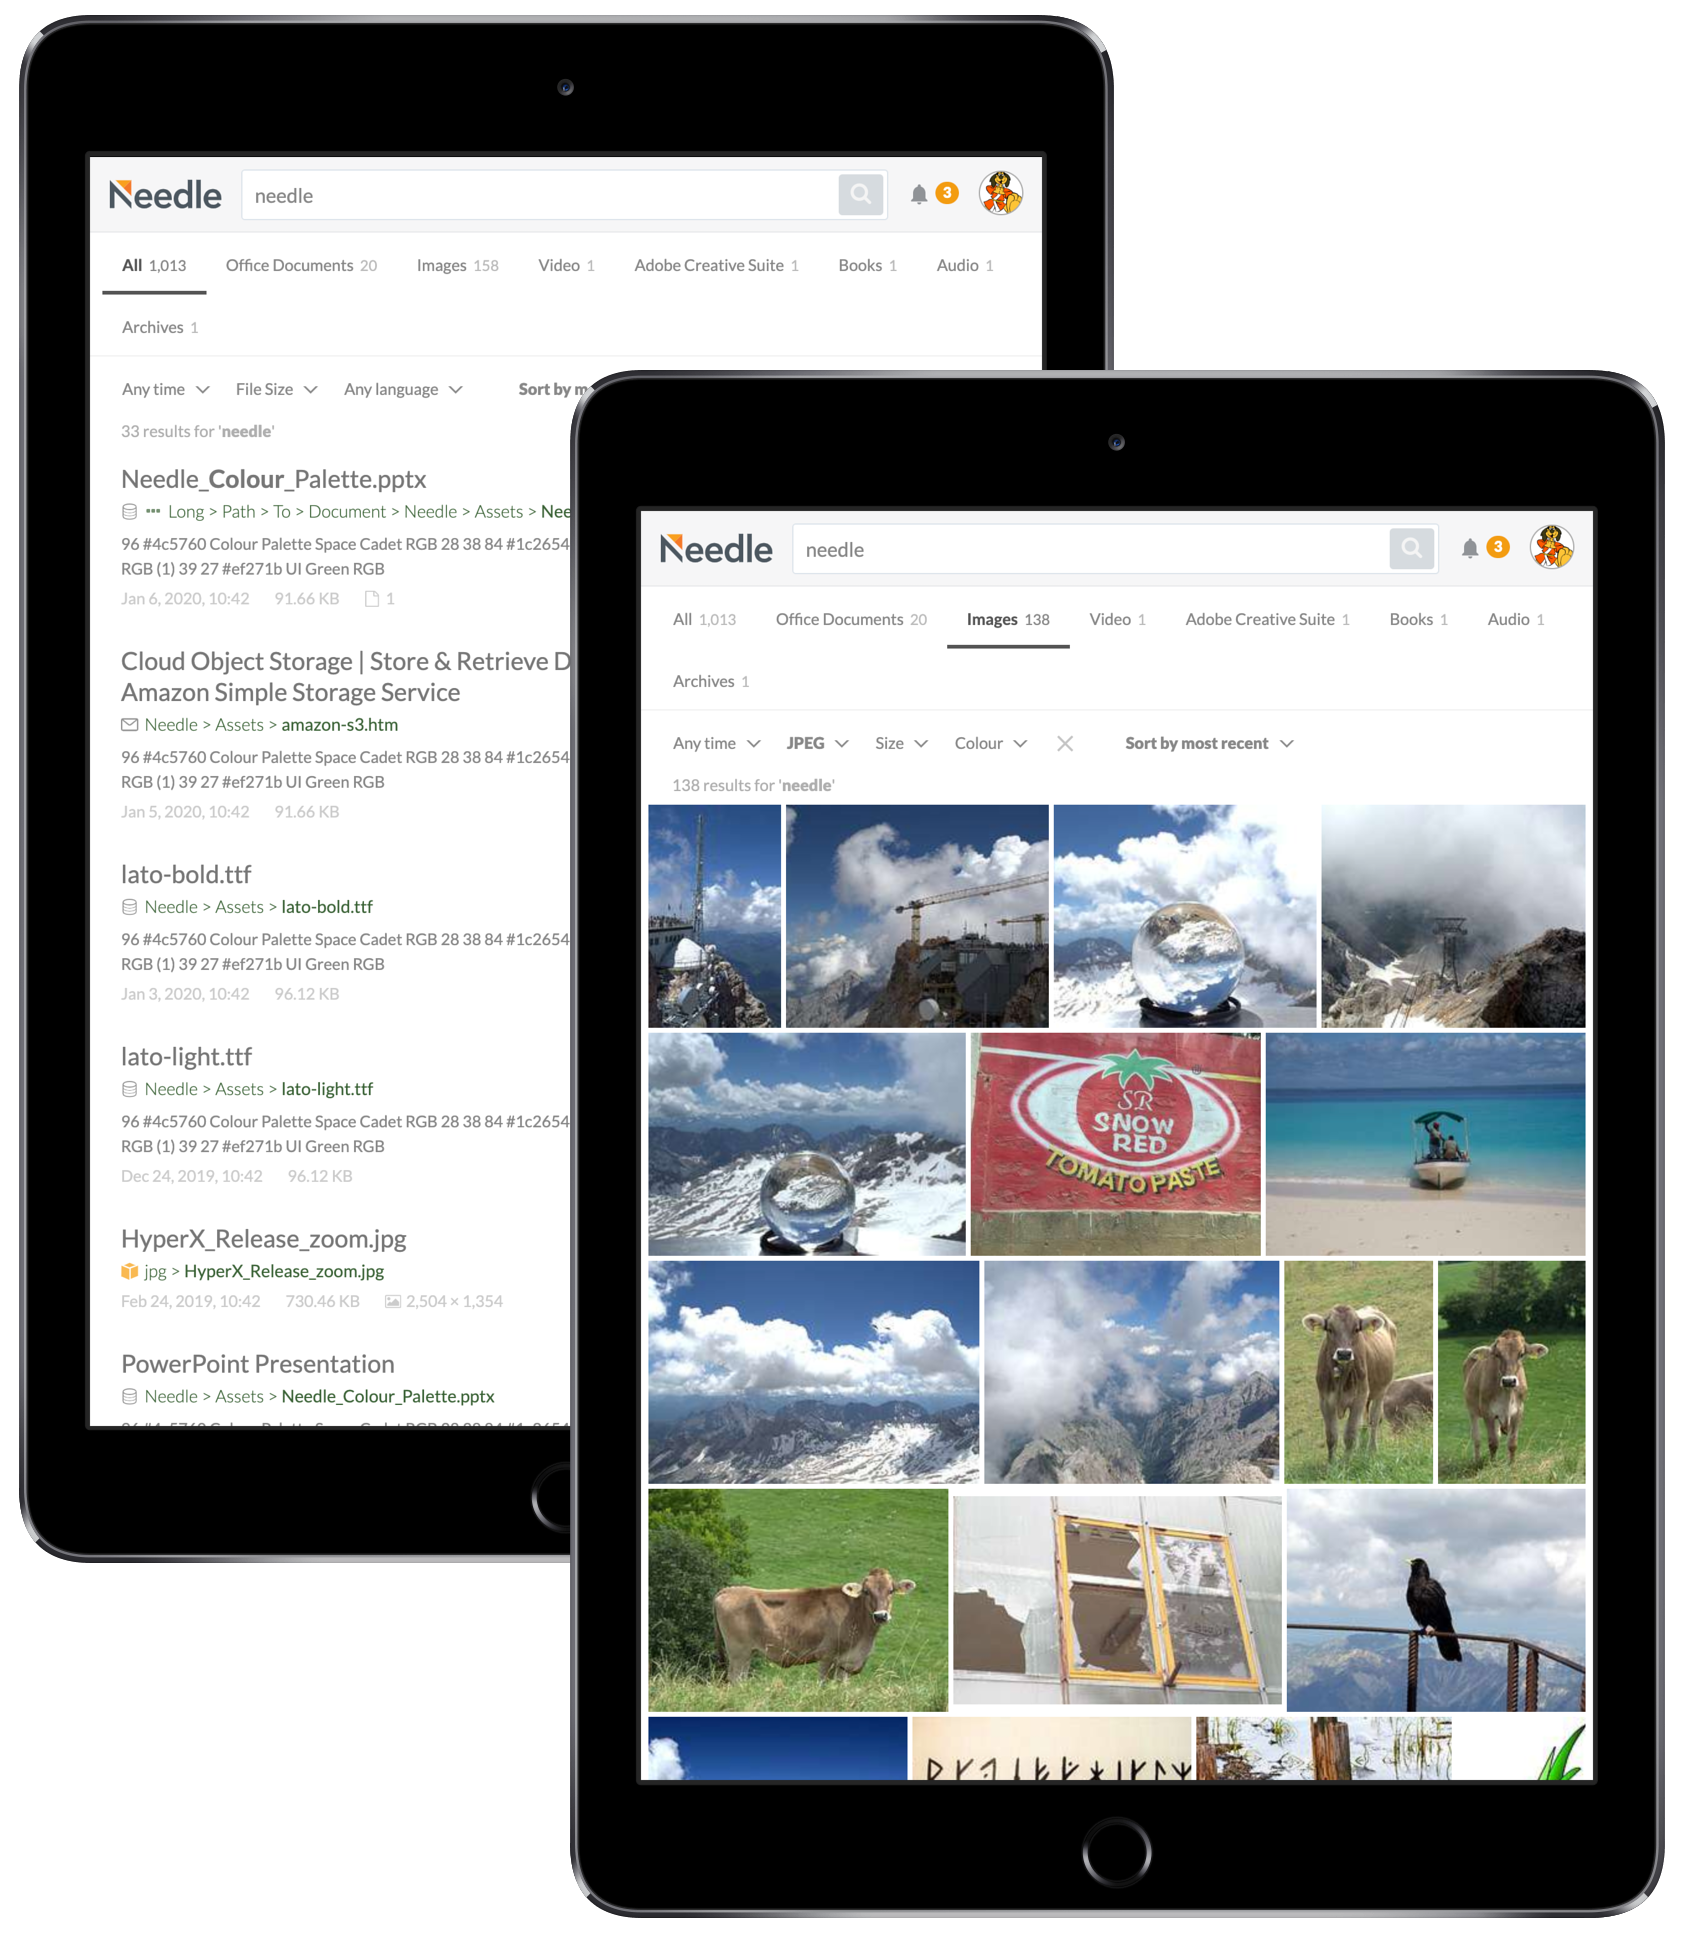 Needle
needle
3
All 1,013 Office Documents 20 Images 158 Video 1 Adobe Creative Suite 1 Books 1 Audio 1
Archives 1
Any time File Size Any language Sort by m
33 results for 'needle'
Needle_Colour_Palette.pptx
Long > Path > To > Document > Needle > Assets > Nee
96 #4c5760 Colour Palette Space Cadet RGB 28 38 84 #1c2654
RGB (1) 39 27 #ef271b UI Green RGB
Jan 6, 2020, 10:42 91.66 KB 1
Cloud Object Storage | Store & Retrieve D
Amazon Simple Storage Service
Needle > Assets > amazon-s3.htm
96 #4c5760 Colour Palette Space Cadet RGB 28 38 84 #1c2654
RGB (1) 39 27 #ef271b UI Green RGB
Jan 5, 2020, 10:42 91.66 KB
lato-bold.ttf
Needle > Assets > lato-bold.ttf
96 #4c5760 Colour Palette Space Cadet RGB 28 38 84 #1c2654
RGB (1) 39 27 #ef271b UI Green RGB
Jan 3, 2020, 10:42 96.12 KB
lato-light.ttf
Needle > Assets > lato-light.ttf
96 #4c5760 Colour Palette Space Cadet RGB 28 38 84 #1c2654
RGB (1) 39 27 #ef271b UI Green RGB
Dec 24, 2019, 10:42 96.12 KB
HyperX_Release_zoom.jpg
jpg > HyperX_Release_zoom.jpg
Feb 24, 2019, 10:42 730.46 KB 2,504 × 1,354
PowerPoint Presentation
Needle > Assets > Needle_Colour_Palette.pptx
Needle
needle
3
All 1,013 Office Documents 20 Images 138 Video 1 Adobe Creative Suite 1 Books 1 Audio 1
Archives 1
Any time JPEG Size Colour Sort by most recent
138 results for 'needle'
SR
SNOW
RED
TOMATO PASTE